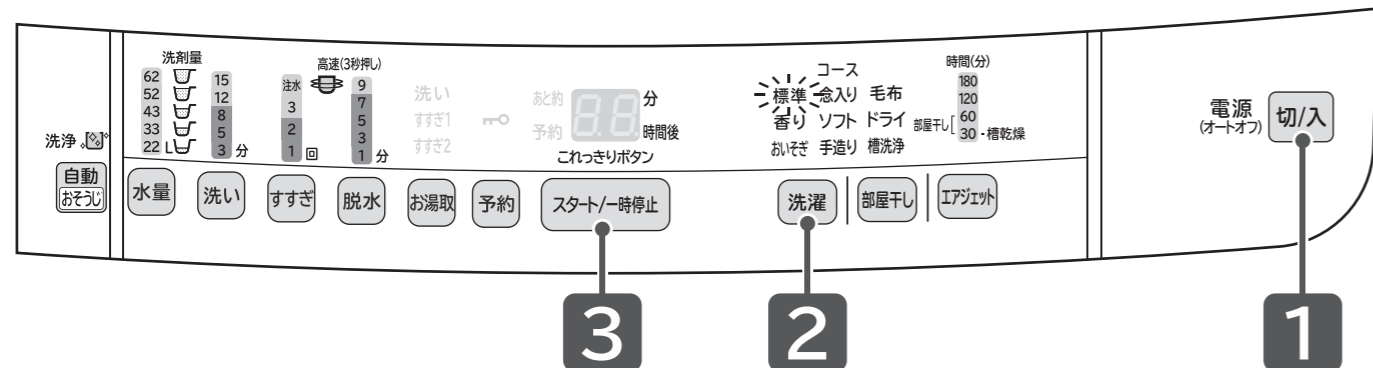 洗浄
自動
おそうじ
洗剤量
62
52
43
33
22 L
15
12
8
5
3 分
注水
3
2
1 回
高速(3秒押し)
9
7
5
3
1 分
洗い
すすぎ1
すすぎ2
あと約 88 分
予約 時間後
これっきりボタン
コース
標準 念入り 毛布
香り ソフト ドライ
おいそぎ 手造り 槽洗浄
時間(分)
180
120
部屋干し[ 60
30 - 槽乾燥
水量
洗い
すすぎ
脱水
お湯取
予約
スタート/一時停止
洗濯
部屋干し
エアジェット
電源
(オートオフ)
切/入
3
2
1